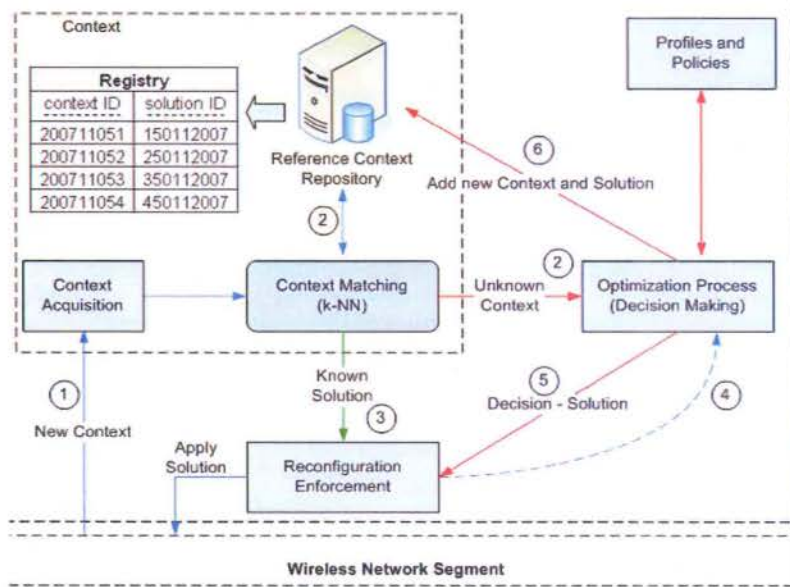 Context
Registry
context ID solution ID
200711051 150112007
200711052 250112007
200711053 350112007
200711054 450112007
Reference Context
Repository
Profiles and
Policies
6
Add new Context and Solution
2
Context
Acquisition
Context Matching
(k-NN)
Unknown
Context
2
Optimization Process
(Decision Making)
1
New Context
Known
Solution
3
5
Decision - Solution
4
Apply
Solution
Reconfiguration
Enforcement
Wireless Network Segment